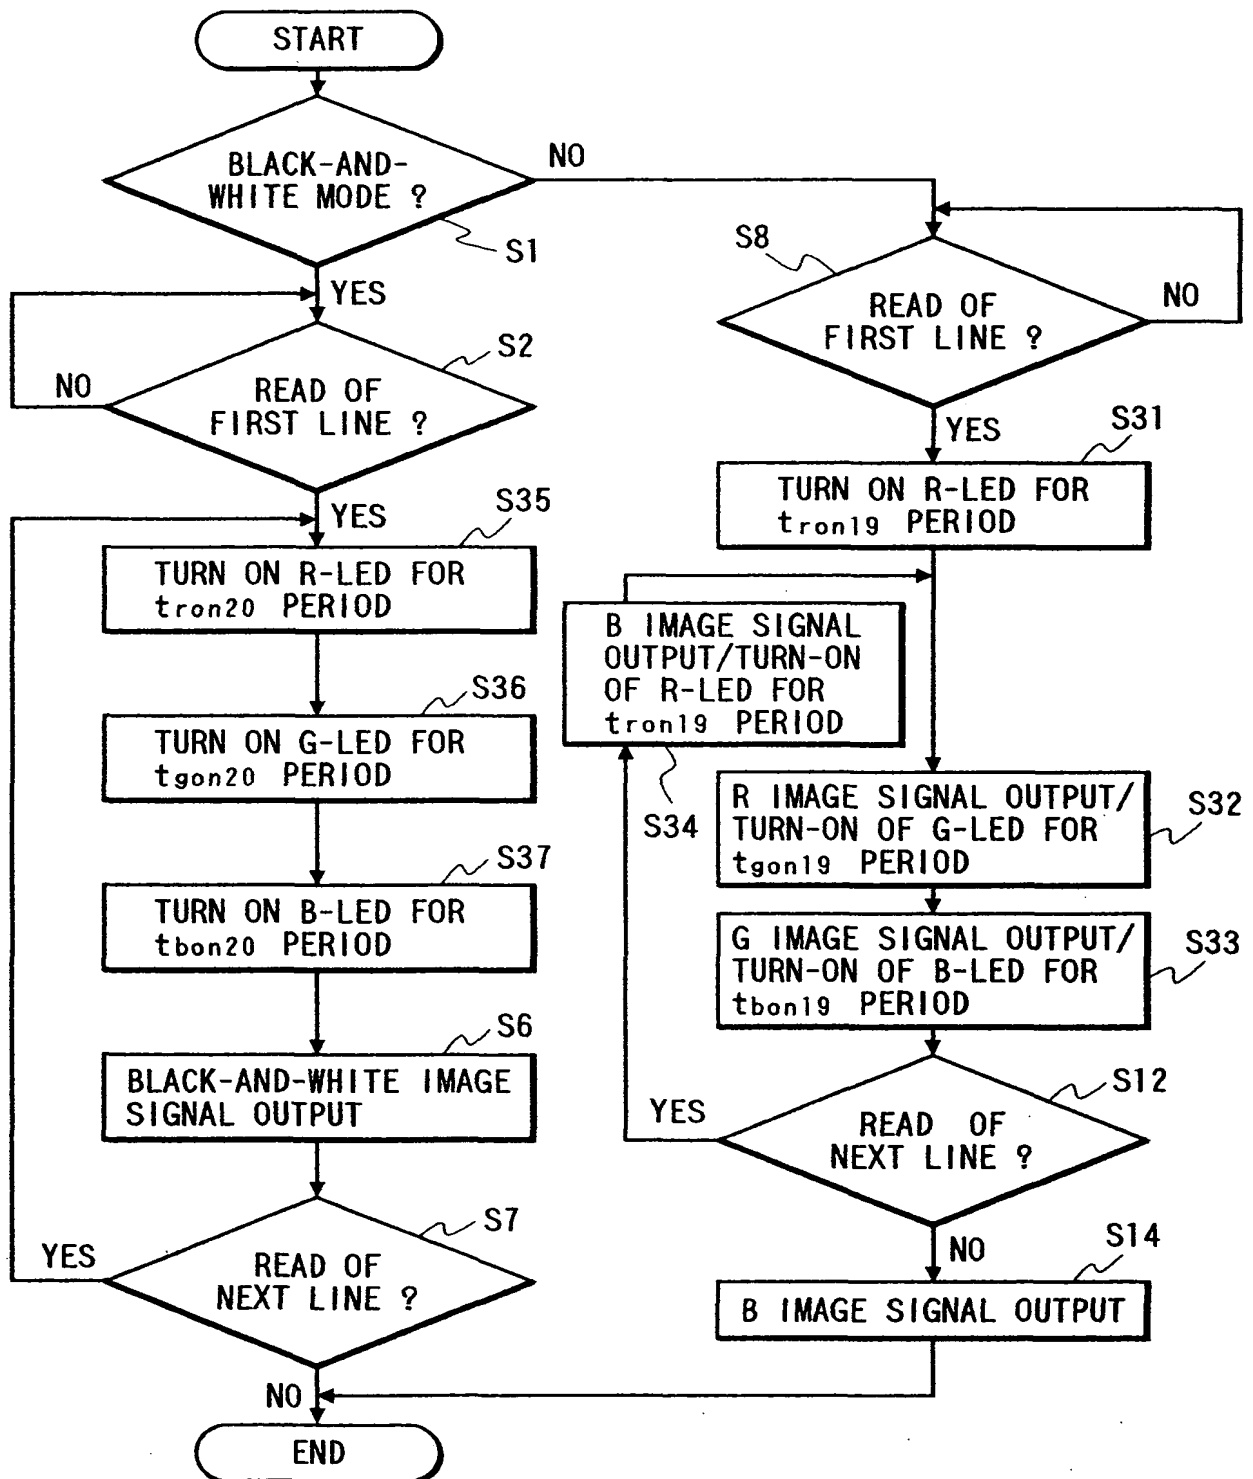 START
BLACK-AND-
WHITE MODE ?
S1
NO
YES
READ OF
FIRST LINE ?
S2
NO
YES
TURN ON R-LED FOR
tron20 PERIOD
S35
TURN ON G-LED FOR
tgon20 PERIOD
S36
TURN ON B-LED FOR
tbon20 PERIOD
S37
BLACK-AND-WHITE IMAGE
SIGNAL OUTPUT
S6
READ OF
NEXT LINE ?
S7
YES
NO
END
S8
READ OF
FIRST LINE ?
NO
YES
S31
TURN ON R-LED FOR
tron19 PERIOD
B IMAGE SIGNAL
OUTPUT/TURN-ON
OF R-LED FOR
tron19 PERIOD
S34
R IMAGE SIGNAL OUTPUT/
TURN-ON OF G-LED FOR
tgon19 PERIOD
S32
G IMAGE SIGNAL OUTPUT/
TURN-ON OF B-LED FOR
tbon19 PERIOD
S33
READ OF
NEXT LINE ?
S12
YES
NO
S14
B IMAGE SIGNAL OUTPUT